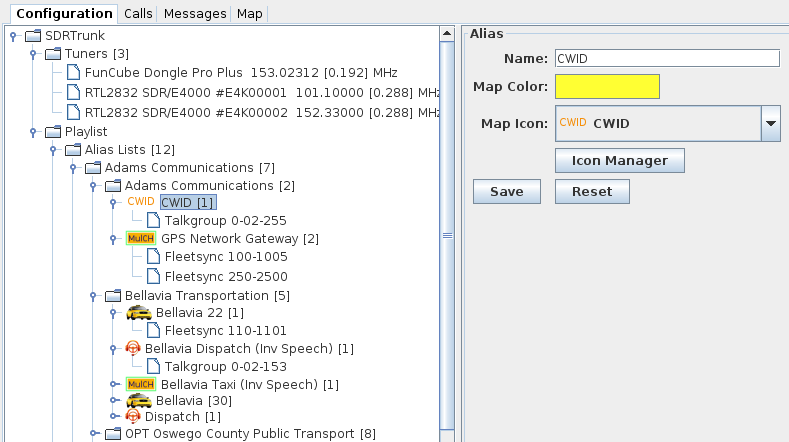 Configuration Calls Messages Map
SDRTrunk
Tuners [3]
FunCube Dongle Pro Plus 153.02312 [0.192] MHz
RTL2832 SDR/E4000 #E4K00001 101.10000 [0.288] MHz
RTL2832 SDR/E4000 #E4K00002 152.33000 [0.288] MHz
Playlist
Alias Lists [12]
Adams Communications [7]
Adams Communications [2]
CWID CWID [1]
Talkgroup 0-02-255
MulCH GPS Network Gateway [2]
Fleetsync 100-1005
Fleetsync 250-2500
Bellavia Transportation [5]
Bellavia 22 [1]
Fleetsync 110-1101
Bellavia Dispatch (Inv Speech) [1]
Talkgroup 0-02-153
MulCH Bellavia Taxi (Inv Speech) [1]
Bellavia [30]
Dispatch [1]
OPT Oswego County Public Transport [8]
Alias
Name: CWID
Map Color:
Map Icon: CWID CWID
Icon Manager
Save Reset